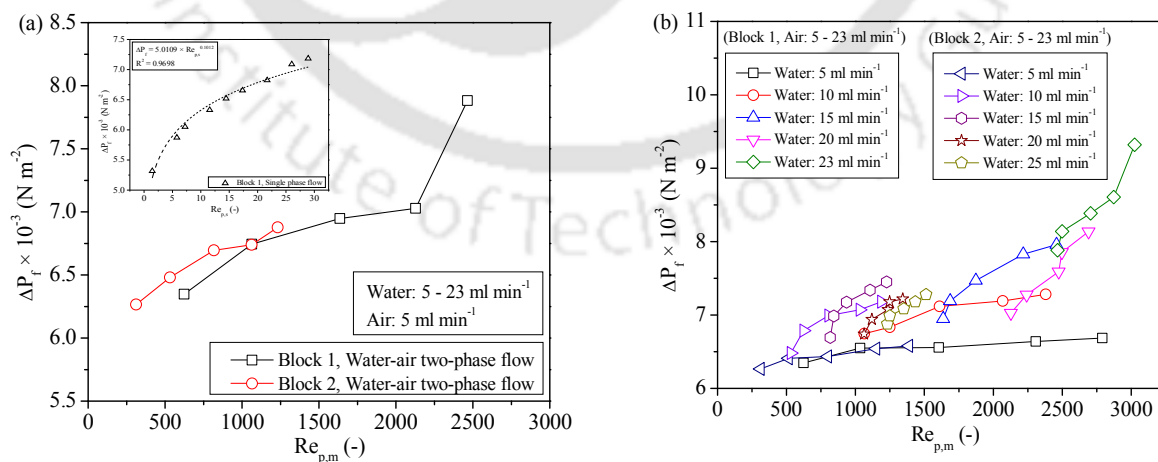 (a)
8.5
8.0
7.5
7.0
6.5
6.0
5.5
ΔP_f × 10⁻³ (N m⁻²)
0 500 1000 1500 2000 2500 3000
Re_p,m (-)
ΔP_f = 5.0109 × Re_p,s^0.1012
R² = 0.9698
7.5
7.0
6.5
6.0
5.5
5.0
ΔP_f × 10⁻³ (N m⁻²)
Block 1, Single phase flow
0 5 10 15 20 25 30
Re_p,s (-)
Water: 5 - 23 ml min⁻¹
Air: 5 ml min⁻¹
Block 1, Water-air two-phase flow
Block 2, Water-air two-phase flow
(b)
11
10
9
8
7
6
ΔP_f × 10⁻³ (N m⁻²)
0 500 1000 1500 2000 2500 3000
Re_p,m (-)
(Block 1, Air: 5 - 23 ml min⁻¹)
Water: 5 ml min⁻¹
Water: 10 ml min⁻¹
Water: 15 ml min⁻¹
Water: 20 ml min⁻¹
Water: 23 ml min⁻¹
(Block 2, Air: 5 - 23 ml min⁻¹)
Water: 5 ml min⁻¹
Water: 10 ml min⁻¹
Water: 15 ml min⁻¹
Water: 20 ml min⁻¹
Water: 25 ml min⁻¹
Institute of Technology